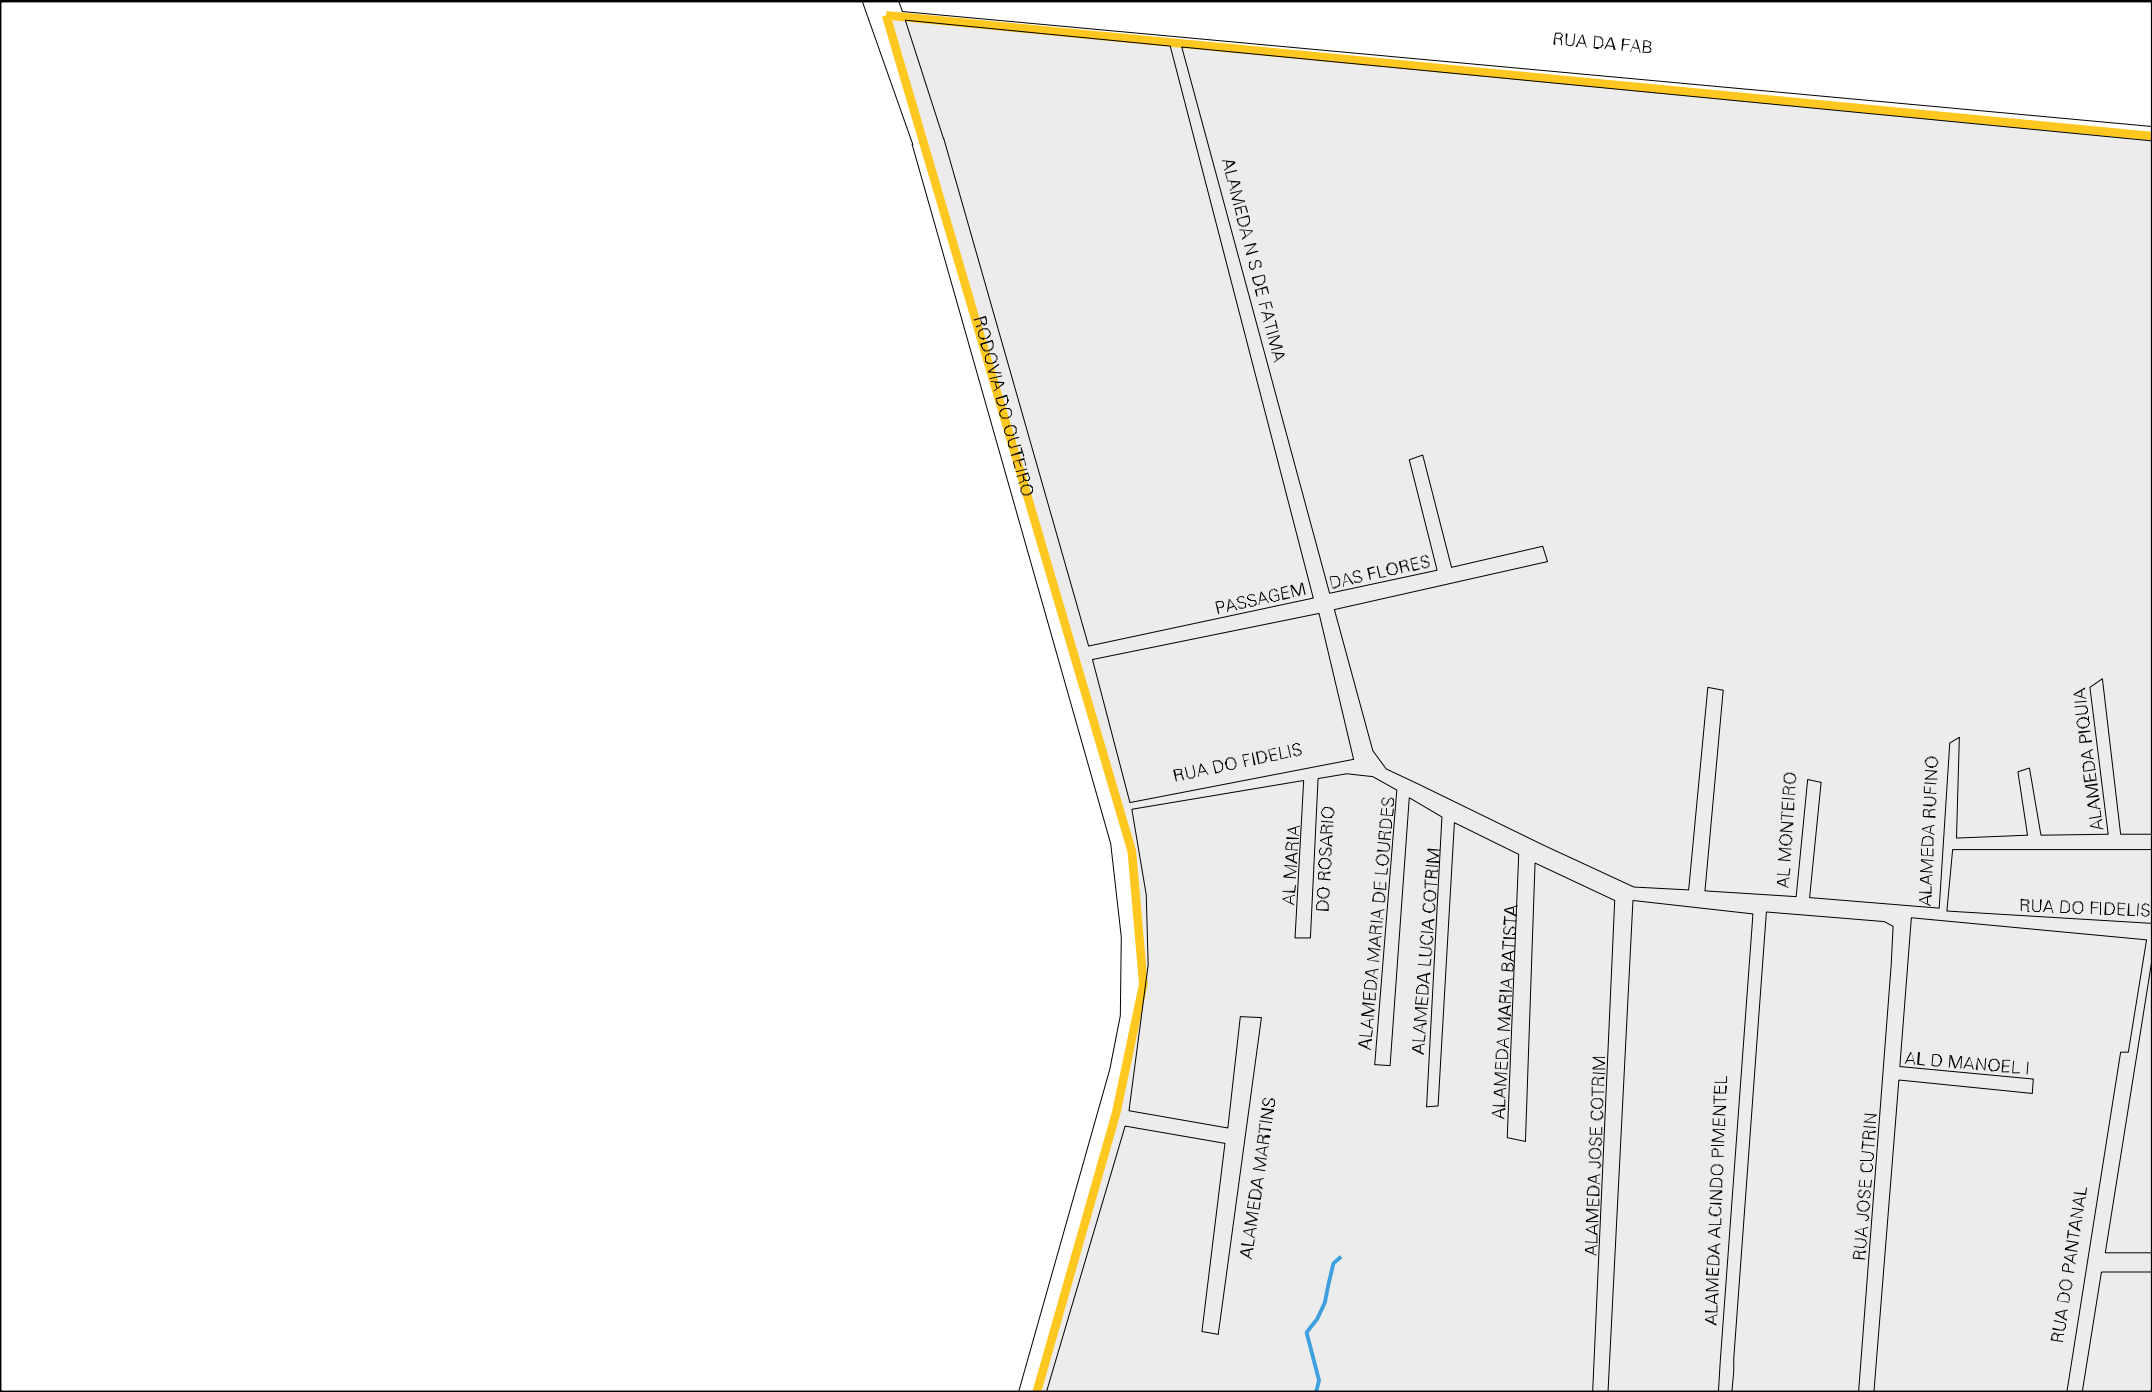 RUA DA FAB
ALAMEDA N S DE FATIMA
RODOVIA DO OUTEIRO
PASSAGEM
DAS FLORES
RUA DO FIDELIS
AL MARIA
DO ROSARIO
ALAMEDA MARIA DE LOURDES
ALAMEDA LUCIA COTRIM
ALAMEDA MARIA BATISTA
AL MONTEIRO
ALAMEDA RUFINO
ALAMEDA PIQUIA
RUA DO FIDELIS
AL D MANOEL I
ALAMEDA MARTINS
ALAMEDA JOSE COTRIM
ALAMEDA ALCINDO PIMENTEL
RUA JOSE CUTRIN
RUA DO PANTANAL